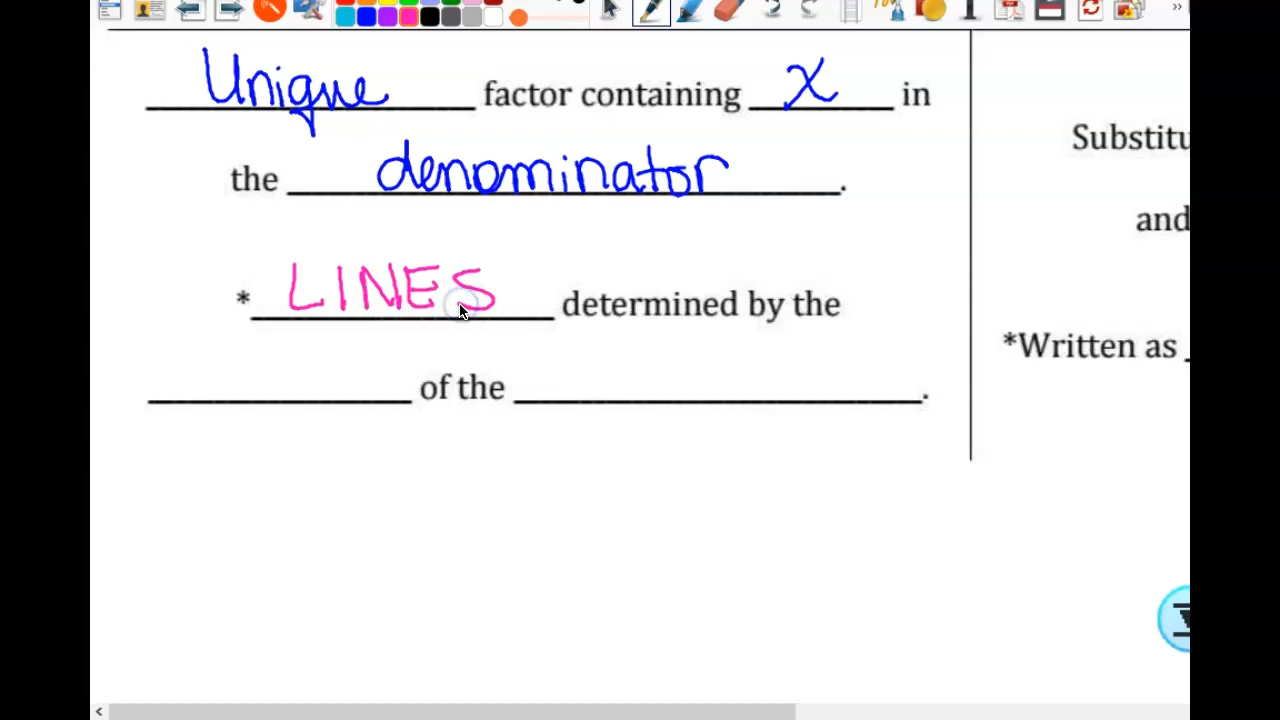 Unique factor containing x in
the denominator.
Substitu
and
* LINES determined by the
*Written as
of the .